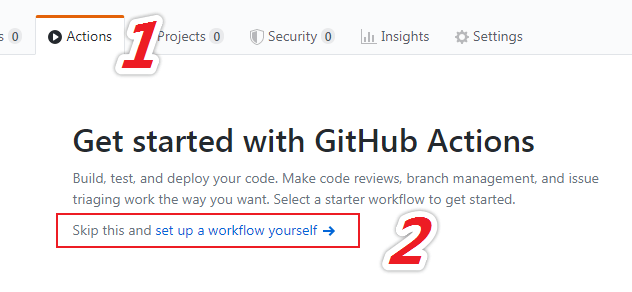 s 0 Actions 1 Projects 0 Security 0 Insights Settings
Get started with GitHub Actions
Build, test, and deploy your code. Make code reviews, branch management, and issue
triaging work the way you want. Select a starter workflow to get started.
Skip this and set up a workflow yourself → 2